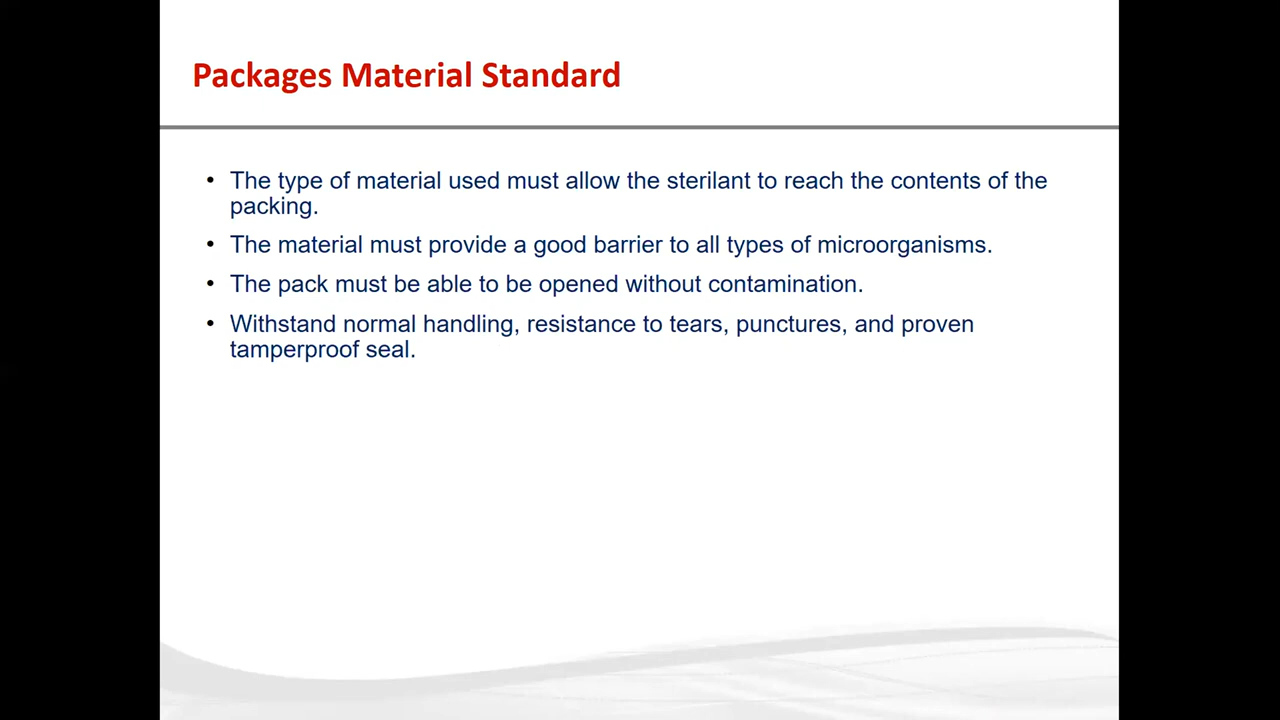 Packages Material Standard
• The type of material used must allow the sterilant to reach the contents of the
packing.
• The material must provide a good barrier to all types of microorganisms.
• The pack must be able to be opened without contamination.
• Withstand normal handling, resistance to tears, punctures, and proven
tamperproof seal.